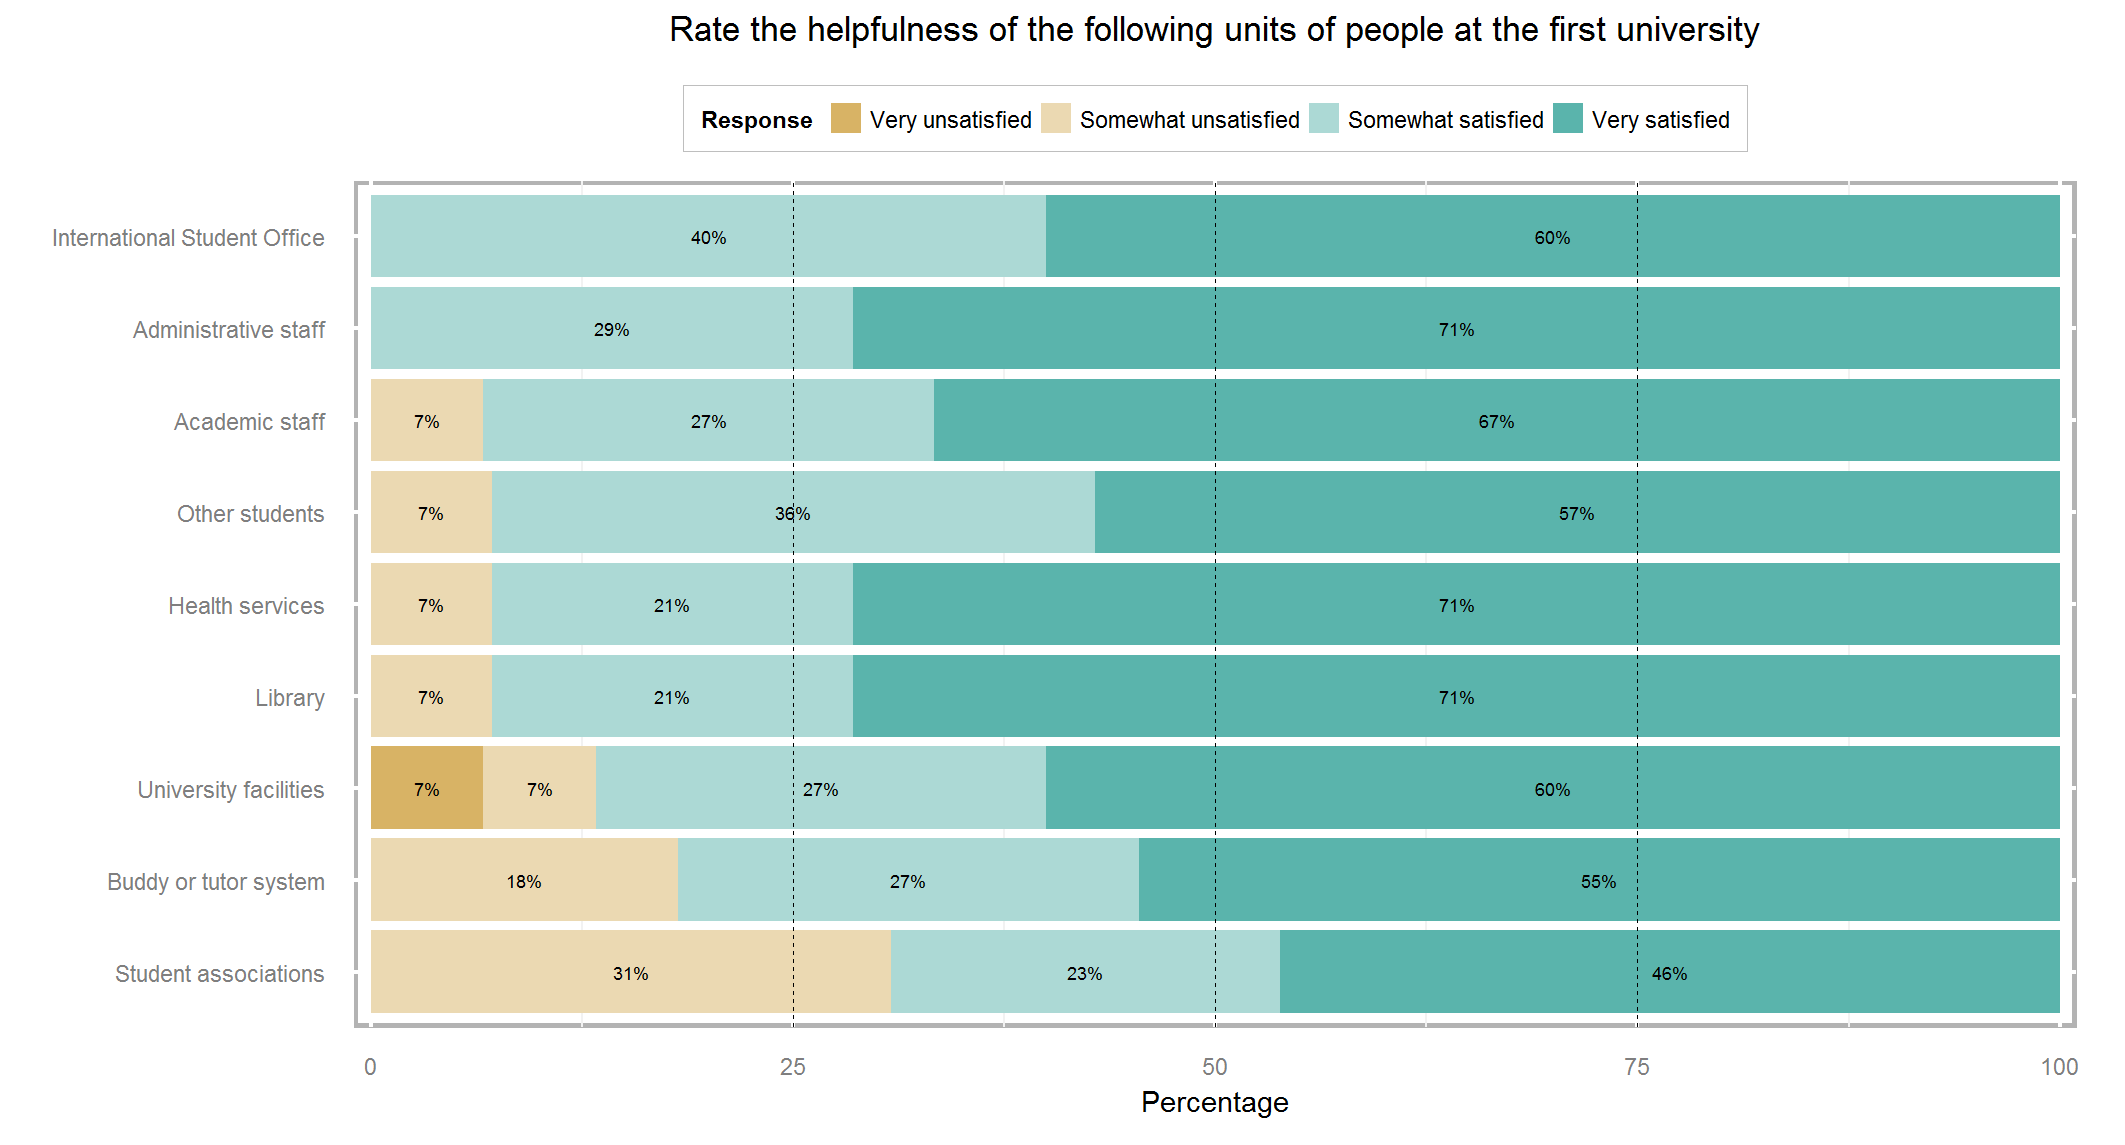 Rate the helpfulness of the following units of people at the first university
Response Very unsatisfied Somewhat unsatisfied Somewhat satisfied Very satisfied
International Student Office 40% 60%
Administrative staff 29% 71%
Academic staff 7% 27% 67%
Other students 7% 36% 57%
Health services 7% 21% 71%
Library 7% 21% 71%
University facilities 7% 7% 27% 60%
Buddy or tutor system 18% 27% 55%
Student associations 31% 23% 46%
0 25 50 75 100
Percentage